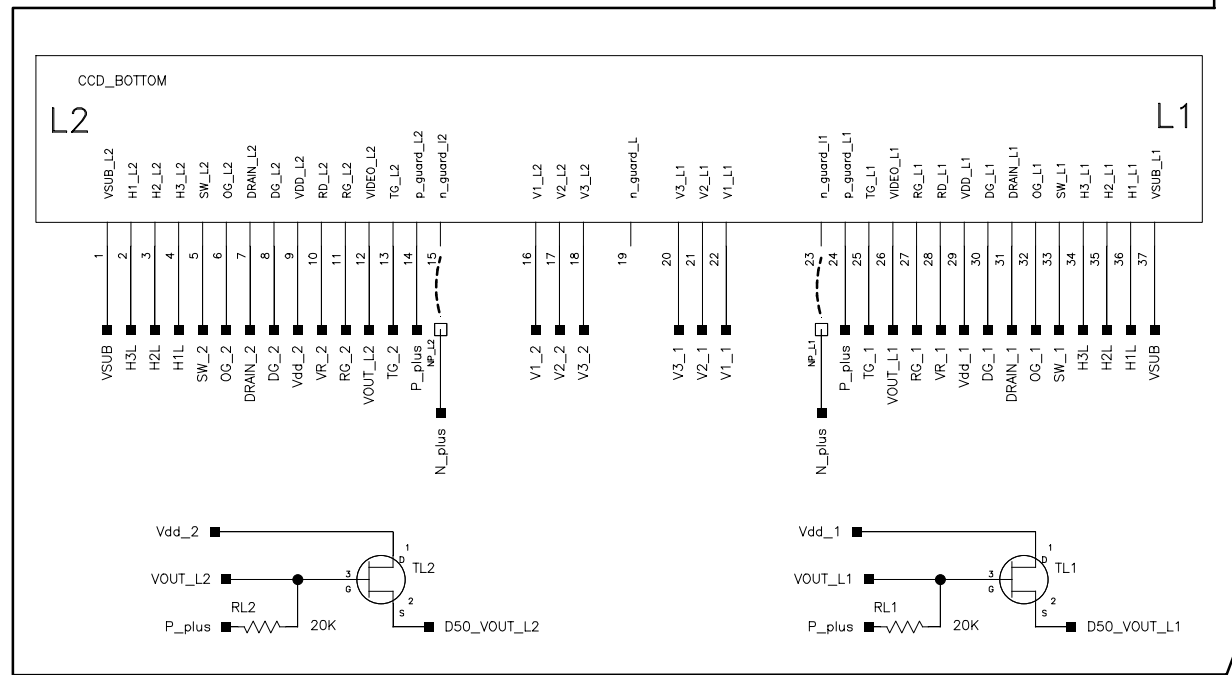 CCD_BOTTOM
L2 L1
VSUB_L2 H1_L2 H2_L2 H3_L2 SW_L2 OG_L2 DRAIN_L2 DG_L2 VDD_L2 RD_L2 RG_L2 VIDEO_L2 TG_L2 p_guard_L2 n_guard_l2 V1_L2 V2_L2 V3_L2 n_guard_L V3_L1 V2_L1 V1_L1 n_guard_l1 p_guard_L1 TG_L1 VIDEO_L1 RG_L1 RD_L1 VDD_L1 DG_L1 DRAIN_L1 OG_L1 SW_L1 H3_L1 H2_L1 H1_L1 VSUB_L1
1 2 3 4 5 6 7 8 9 10 11 12 13 14 15 16 17 18 19 20 21 22 23 24 25 26 27 28 29 30 31 32 33 34 35 36 37
VSUB H3L H2L H1L SW_2 OG_2 DRAIN_2 DG_2 Vdd_2 VR_2 RG_2 VOUT_L2 TG_2 P_plus NP_L2 V1_2 V2_2 V3_2 V3_1 V2_1 V1_1 NP_L1 P_plus TG_1 VOUT_L1 RG_1 VR_1 Vdd_1 DG_1 DRAIN_1 OG_1 SW_1 H3L H2L H1L VSUB
N_plus N_plus
Vdd_2
1
D
TL2
VOUT_L2
3
G
2
S
RL2
P_plus
20K
D50_VOUT_L2
Vdd_1
1
D
TL1
VOUT_L1
3
G
2
S
RL1
P_plus
20K
D50_VOUT_L1